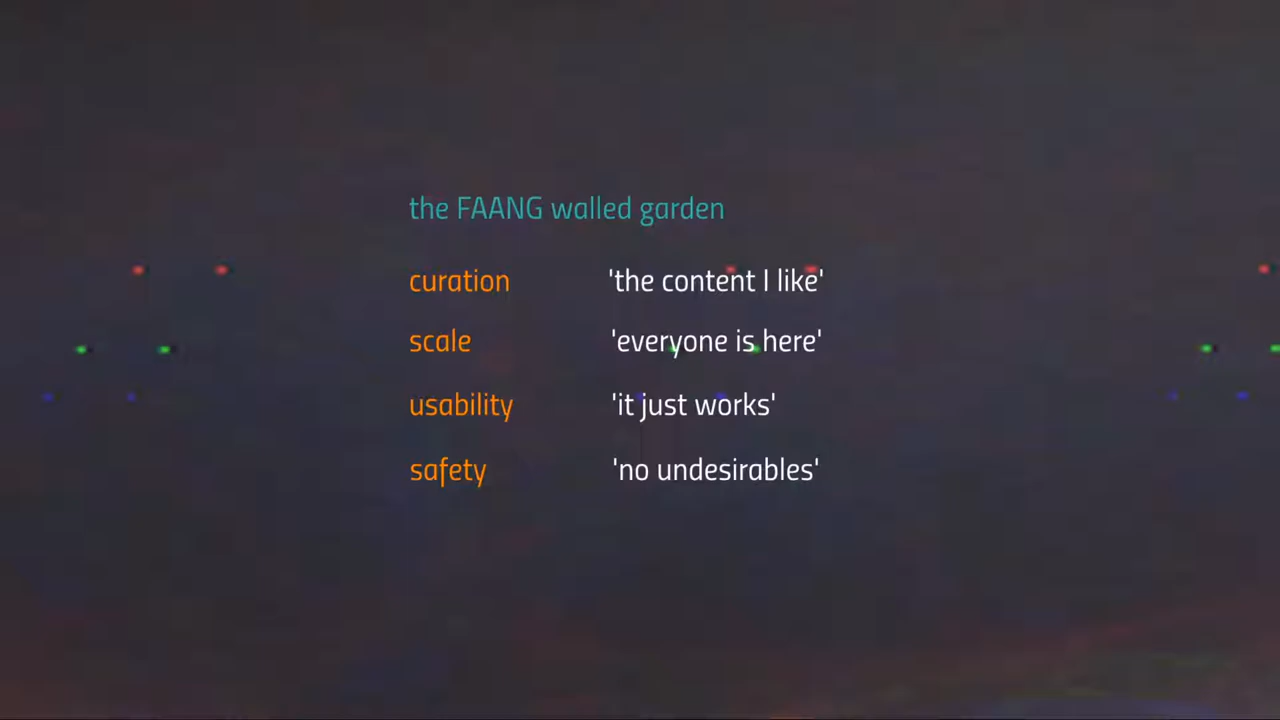 the FAANG walled garden
curation 'the content I like'
scale 'everyone is here'
usability 'it just works'
safety 'no undesirables'